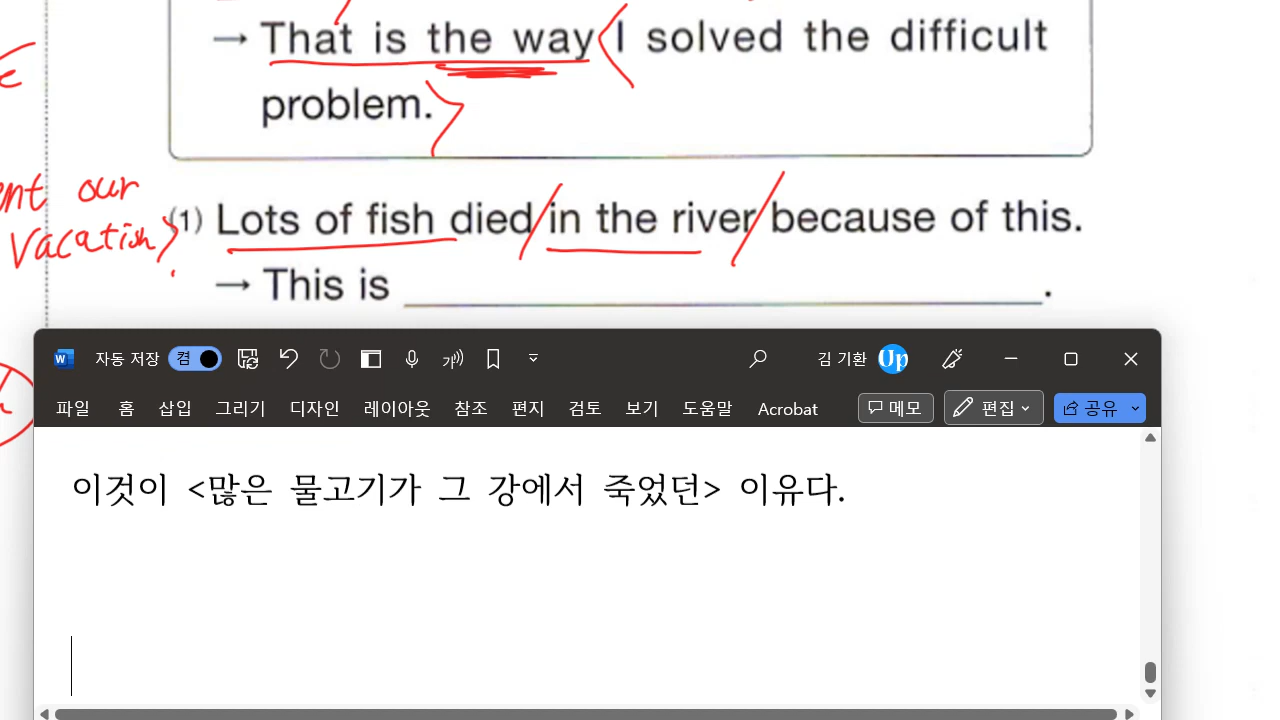 → That is the way I solved the difficult
problem.
our
vacation
(1) Lots of fish died in the river because of this.
→ This is ______.
자동 저장 켬 가 김 기환 Up
파일 홈 삽입 그리기 디자인 레이아웃 참조 편지 검토 보기 도움말 Acrobat 메모 편집 공유
이것이 <많은 물고기가 그 강에서 죽었던> 이유다.